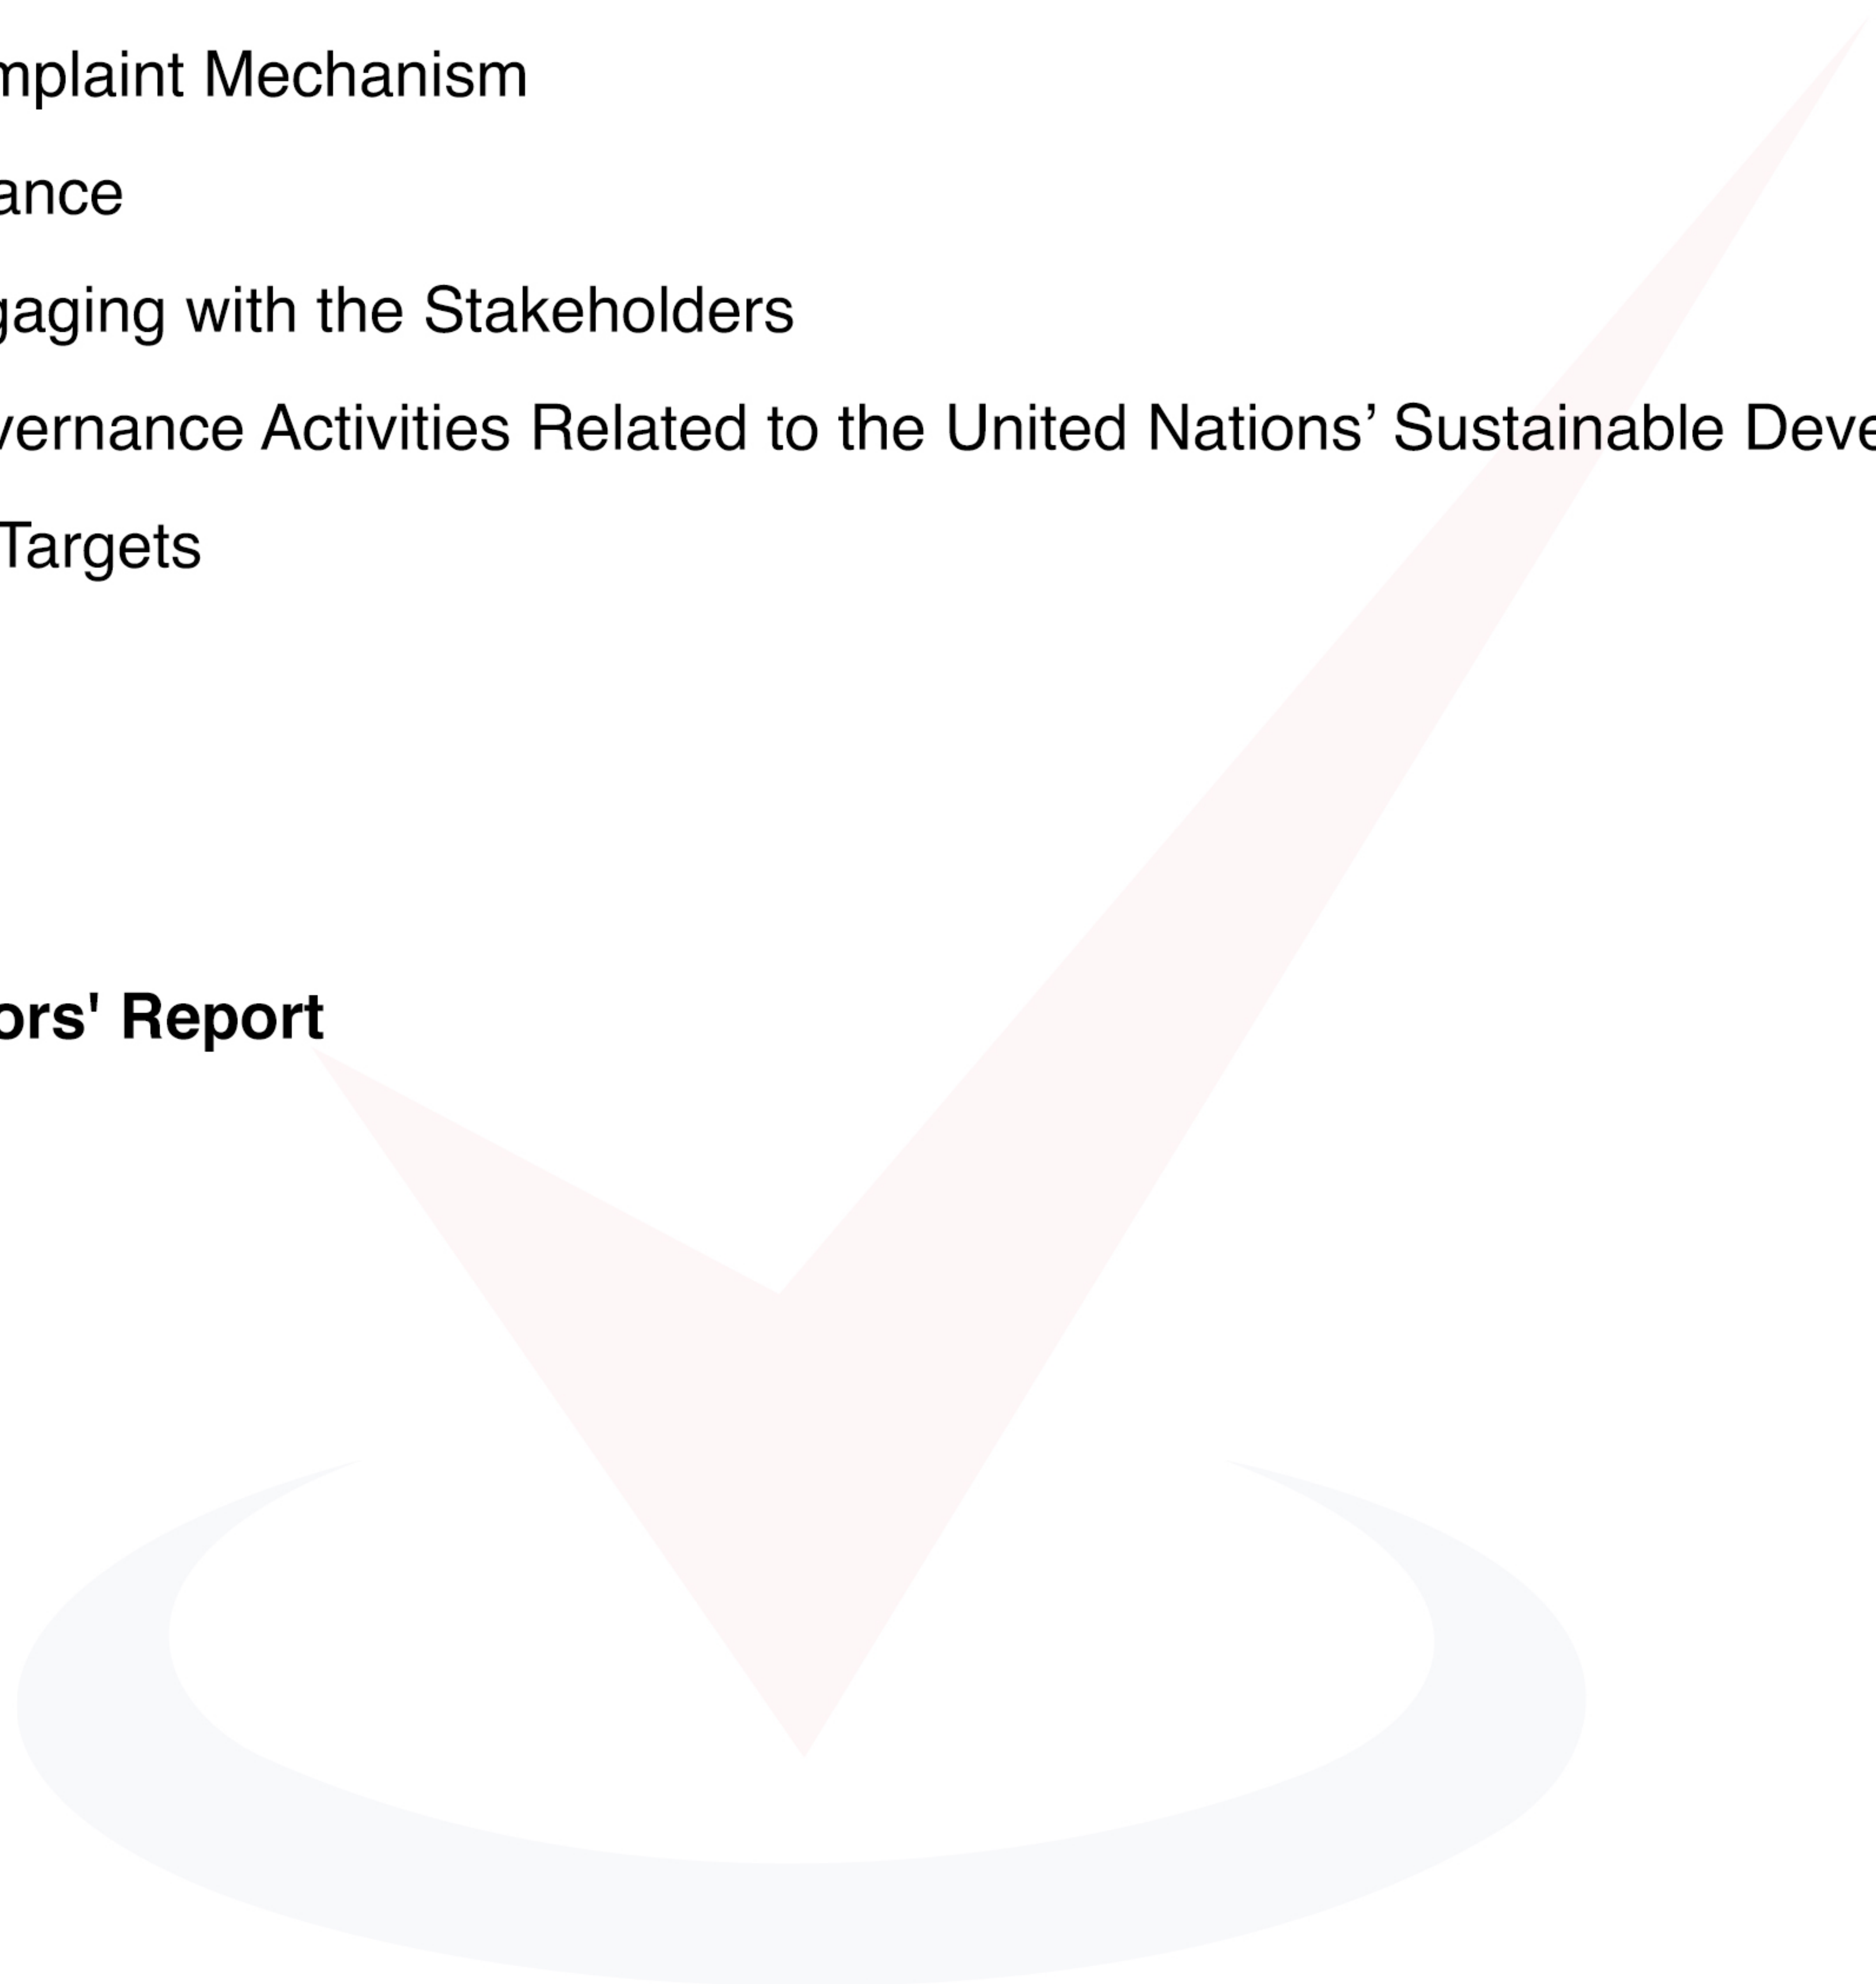 mplaint Mechanism
ance
gaging with the Stakeholders
vernance Activities Related to the United Nations’ Sustainable Deve
Targets
ors' Report